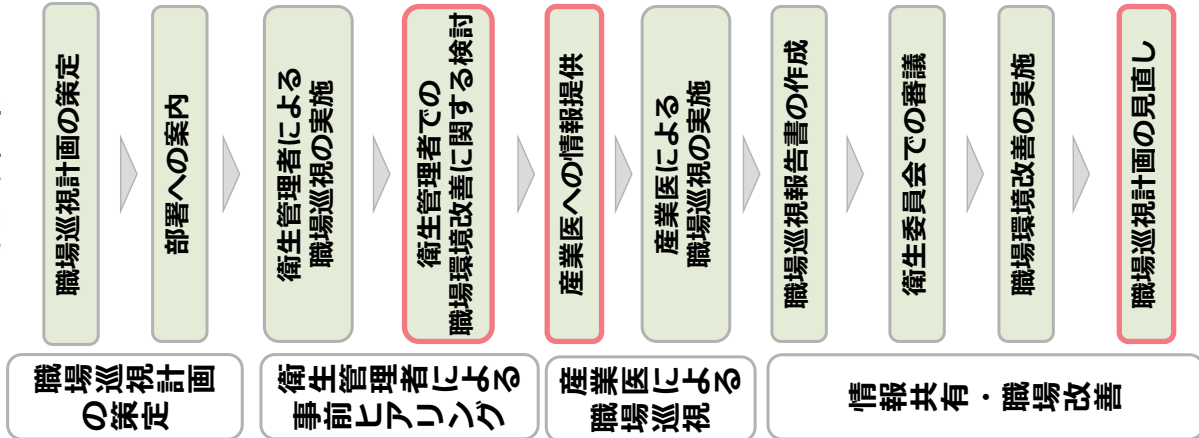 職場巡視計画
の策定
職場巡視計画の策定
部署への案内
衛生管理者による
事前ヒアリング
衛生管理者による
職場巡視の実施
衛生管理者での
職場環境改善に関する検討
産業医による
職場巡視
産業医への情報提供
産業医による
職場巡視の実施
情報共有・職場改善
職場巡視報告書の作成
衛生委員会での審議
職場環境改善の実施
職場巡視計画の見直し